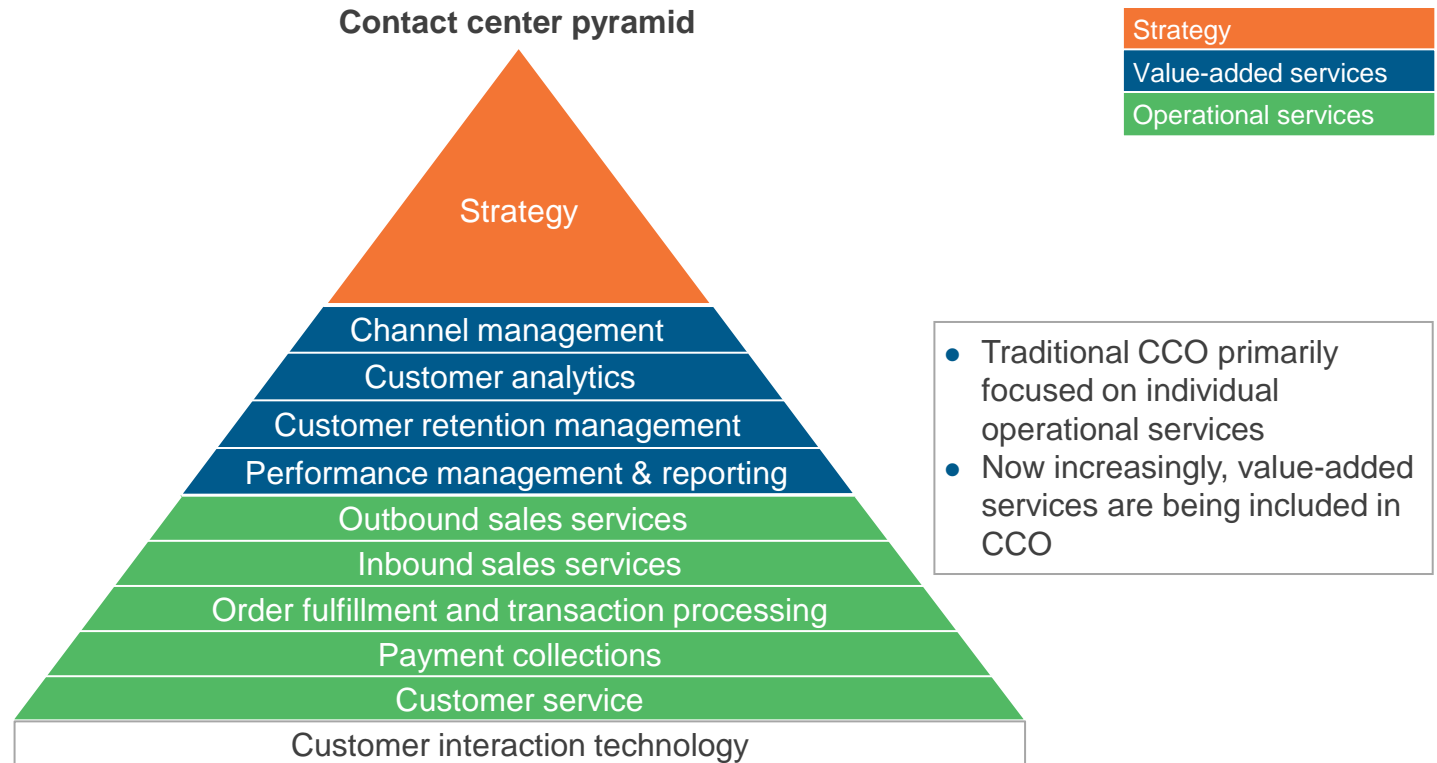 Contact center pyramid
Strategy
Value-added services
Operational services
Strategy
Channel management
Customer analytics
Customer retention management
Performance management & reporting
Outbound sales services
Inbound sales services
Order fulfillment and transaction processing
Payment collections
Customer service
Customer interaction technology
● Traditional CCO primarily
focused on individual
operational services
● Now increasingly, value-added
services are being included in
CCO